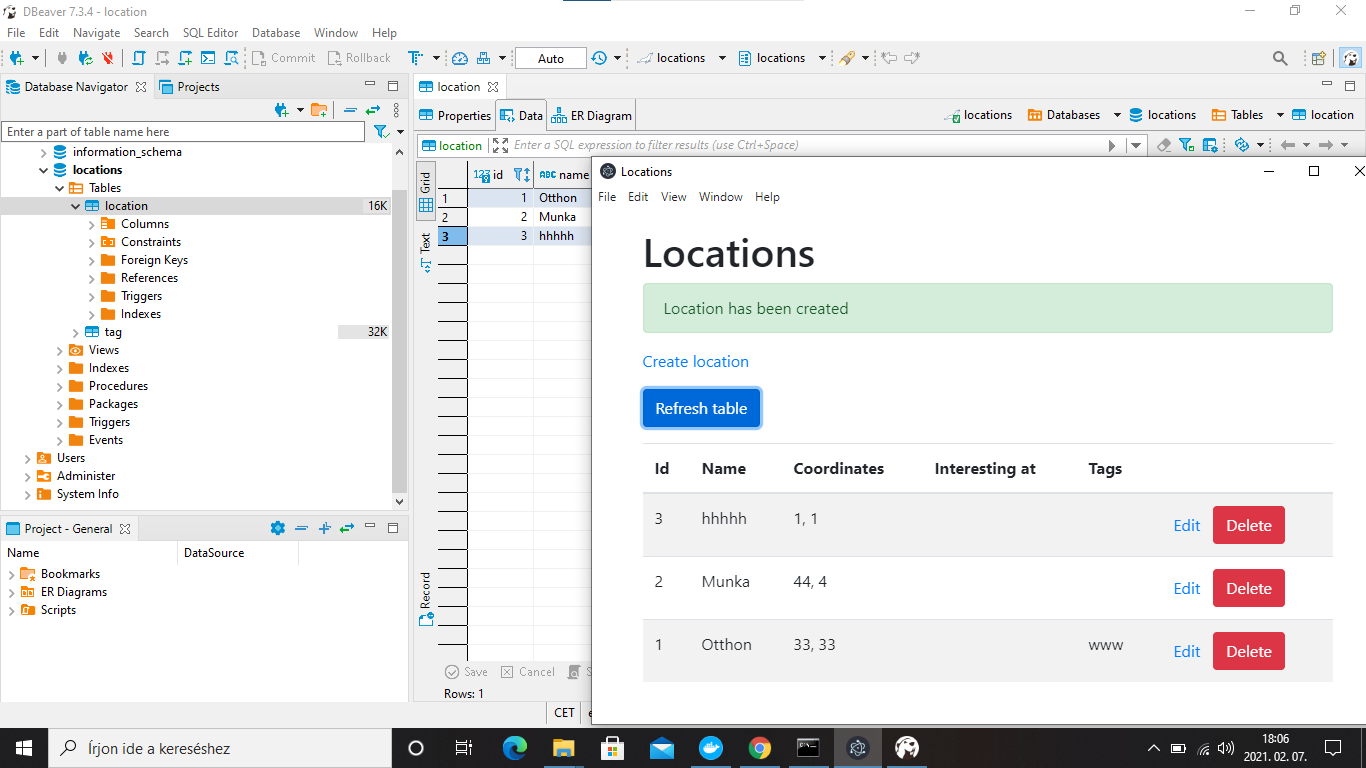 DBeaver 7.3.4 - location
File Edit Navigate Search SQL Editor Database Window Help
Commit Rollback Auto locations locations
Database Navigator Projects
location
Properties Data ER Diagram
locations Databases locations Tables location
Enter a part of table name here
location Enter a SQL expression to filter results (use Ctrl+Space)
information_schema
locations
Tables
location 16K
Columns
Constraints
Foreign Keys
References
Triggers
Indexes
tag 32K
Views
Indexes
Procedures
Packages
Triggers
Events
Users
Administer
System Info
Project - General
Name DataSource
Bookmarks
ER Diagrams
Scripts
Grid
Text
Record
123 id ABC name
1 1 Otthon
2 2 Munka
3 3 hhhhh
Save Cancel
Rows: 1
CET
Locations
File Edit View Window Help
Locations
Location has been created
Create location
Refresh table
Id Name Coordinates Interesting at Tags
3 hhhhh 1, 1 Edit Delete
2 Munka 44, 4 Edit Delete
1 Otthon 33, 33 www Edit Delete
Írjon ide a kereséshez
18:06
2021. 02. 07.